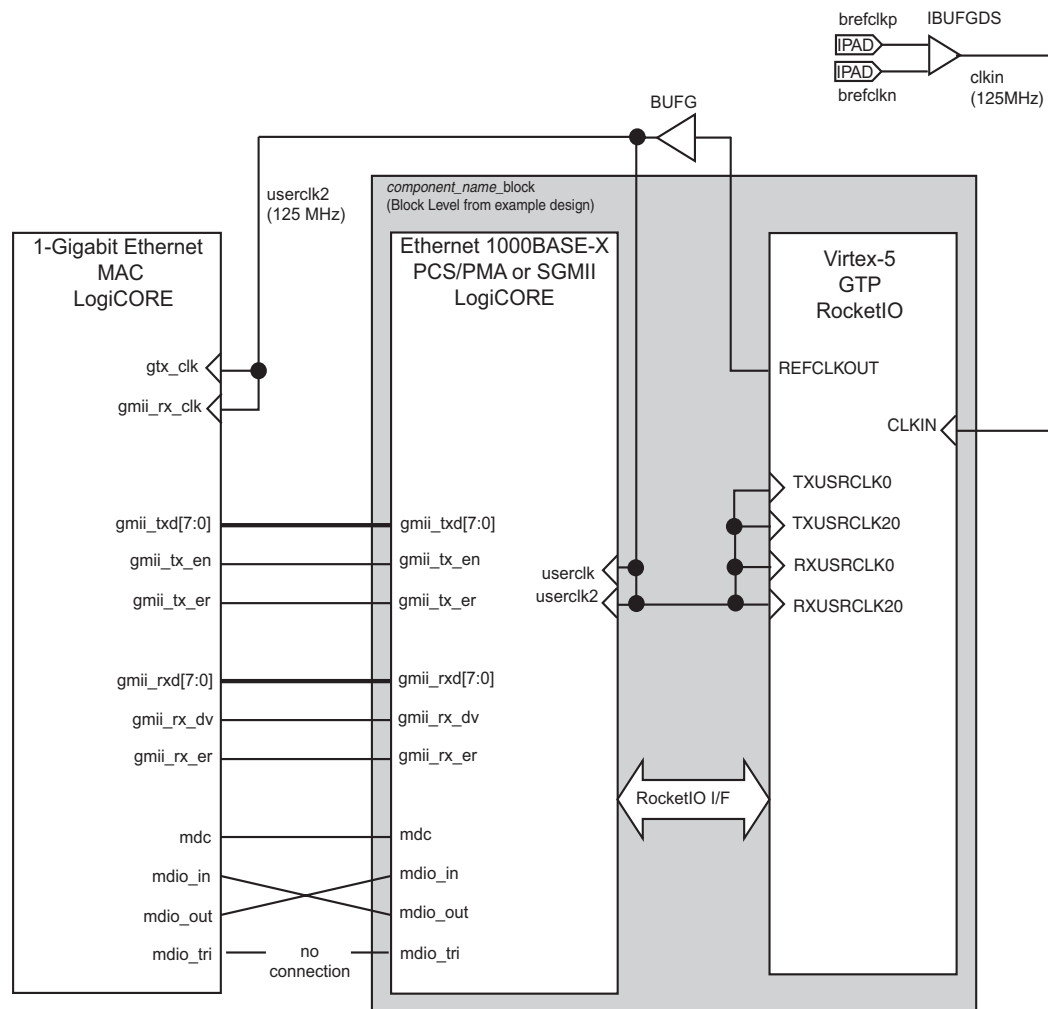 brefclkp
IBUFGDS
IPAD
IPAD
brefclkn
clkin
(125MHz)
BUFG
userclk2
(125 MHz)
component_name_block
(Block Level from example design)
1-Gigabit Ethernet
MAC
LogiCORE
Ethernet 1000BASE-X
PCS/PMA or SGMII
LogiCORE
Virtex-5
GTP
RocketIO
gtx_clk
gmii_rx_clk
REFCLKOUT
CLKIN
TXUSRCLK0
TXUSRCLK20
RXUSRCLK0
RXUSRCLK20
gmii_txd[7:0]
gmii_tx_en
gmii_tx_er
gmii_rxd[7:0]
gmii_rx_dv
gmii_rx_er
mdc
mdio_in
mdio_out
mdio_tri
no
connection
gmii_txd[7:0]
gmii_tx_en
gmii_tx_er
userclk
userclk2
gmii_rxd[7:0]
gmii_rx_dv
gmii_rx_er
RocketIO I/F
mdc
mdio_in
mdio_out
mdio_tri